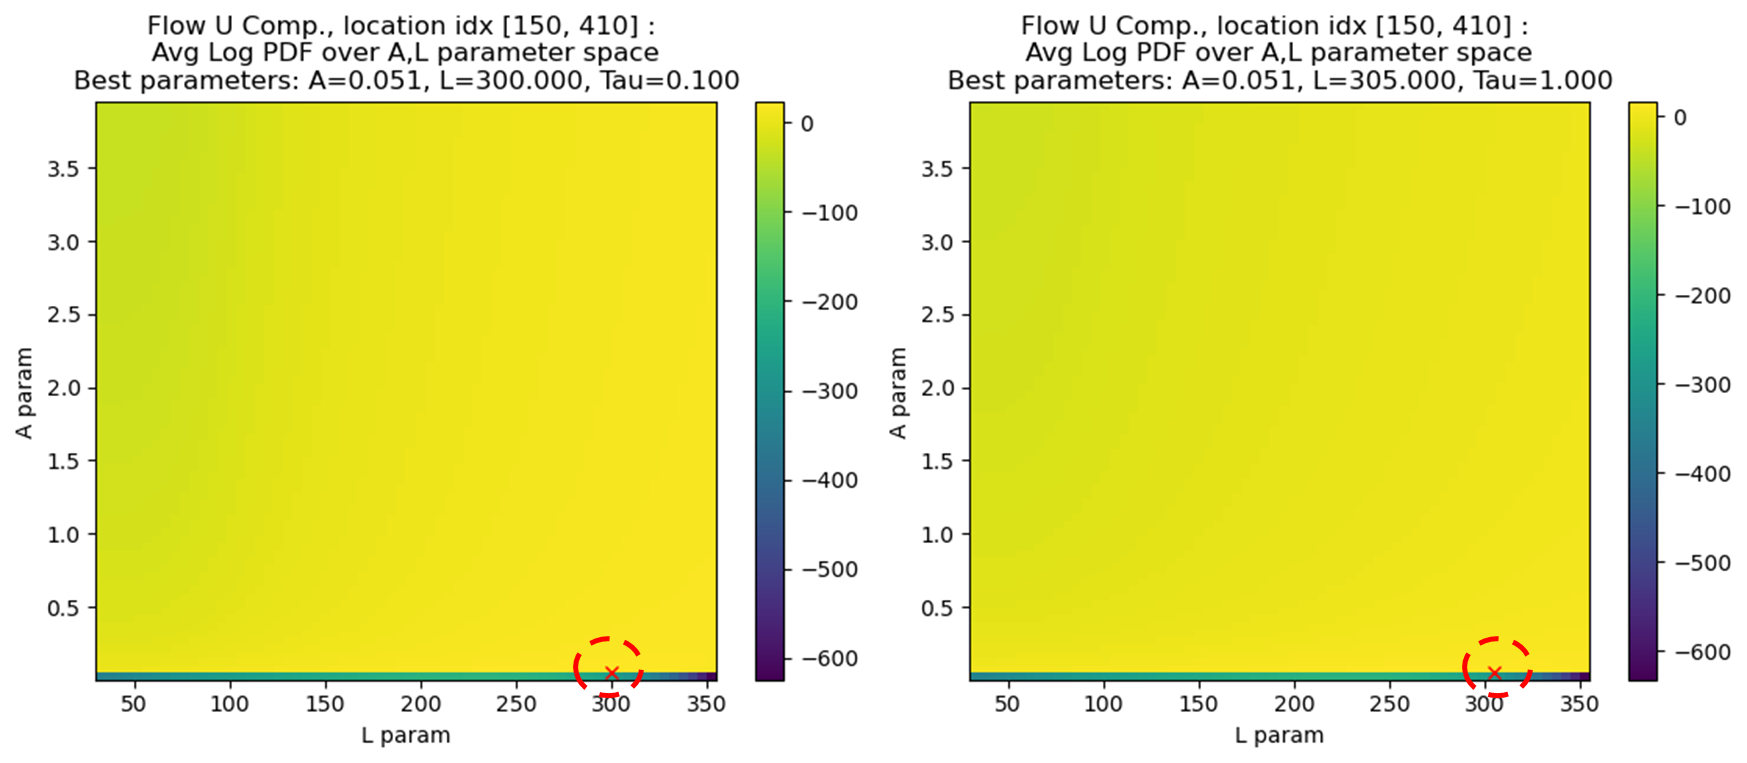 Flow U Comp., location idx [150, 410] :
Avg Log PDF over A,L parameter space
Best parameters: A=0.051, L=300.000, Tau=0.100
A param
3.5
3.0
2.5
2.0
1.5
1.0
0.5
50 100 150 200 250 300 350
L param
0
−100
−200
−300
−400
−500
−600
Flow U Comp., location idx [150, 410] :
Avg Log PDF over A,L parameter space
Best parameters: A=0.051, L=305.000, Tau=1.000
A param
3.5
3.0
2.5
2.0
1.5
1.0
0.5
50 100 150 200 250 300 350
L param
0
−100
−200
−300
−400
−500
−600